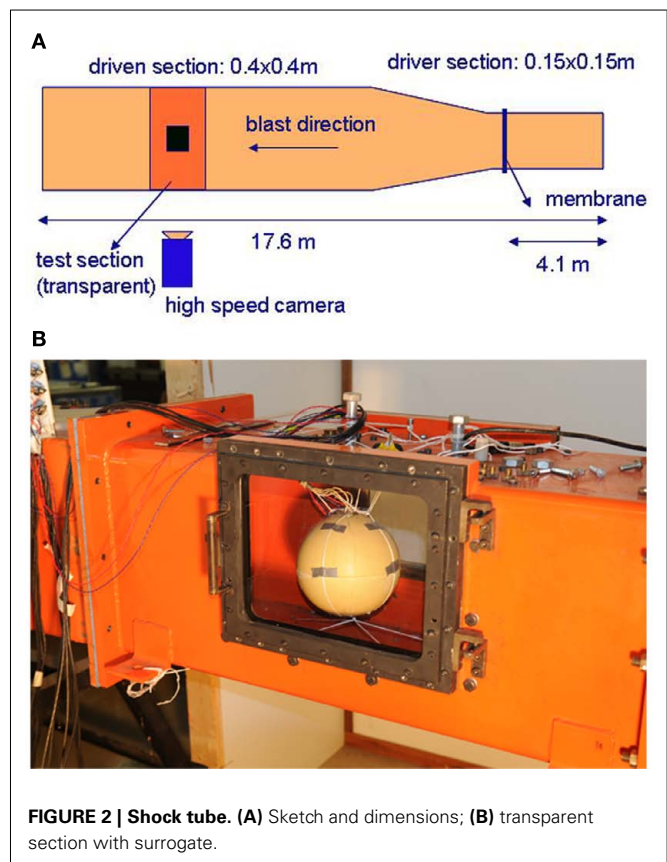 A
driven section: 0.4x0.4m
driver section: 0.15x0.15m
blast direction
membrane
17.6 m
4.1 m
test section
(transparent)
high speed camera
B
FIGURE 2 | Shock tube. (A) Sketch and dimensions; (B) transparent
section with surrogate.